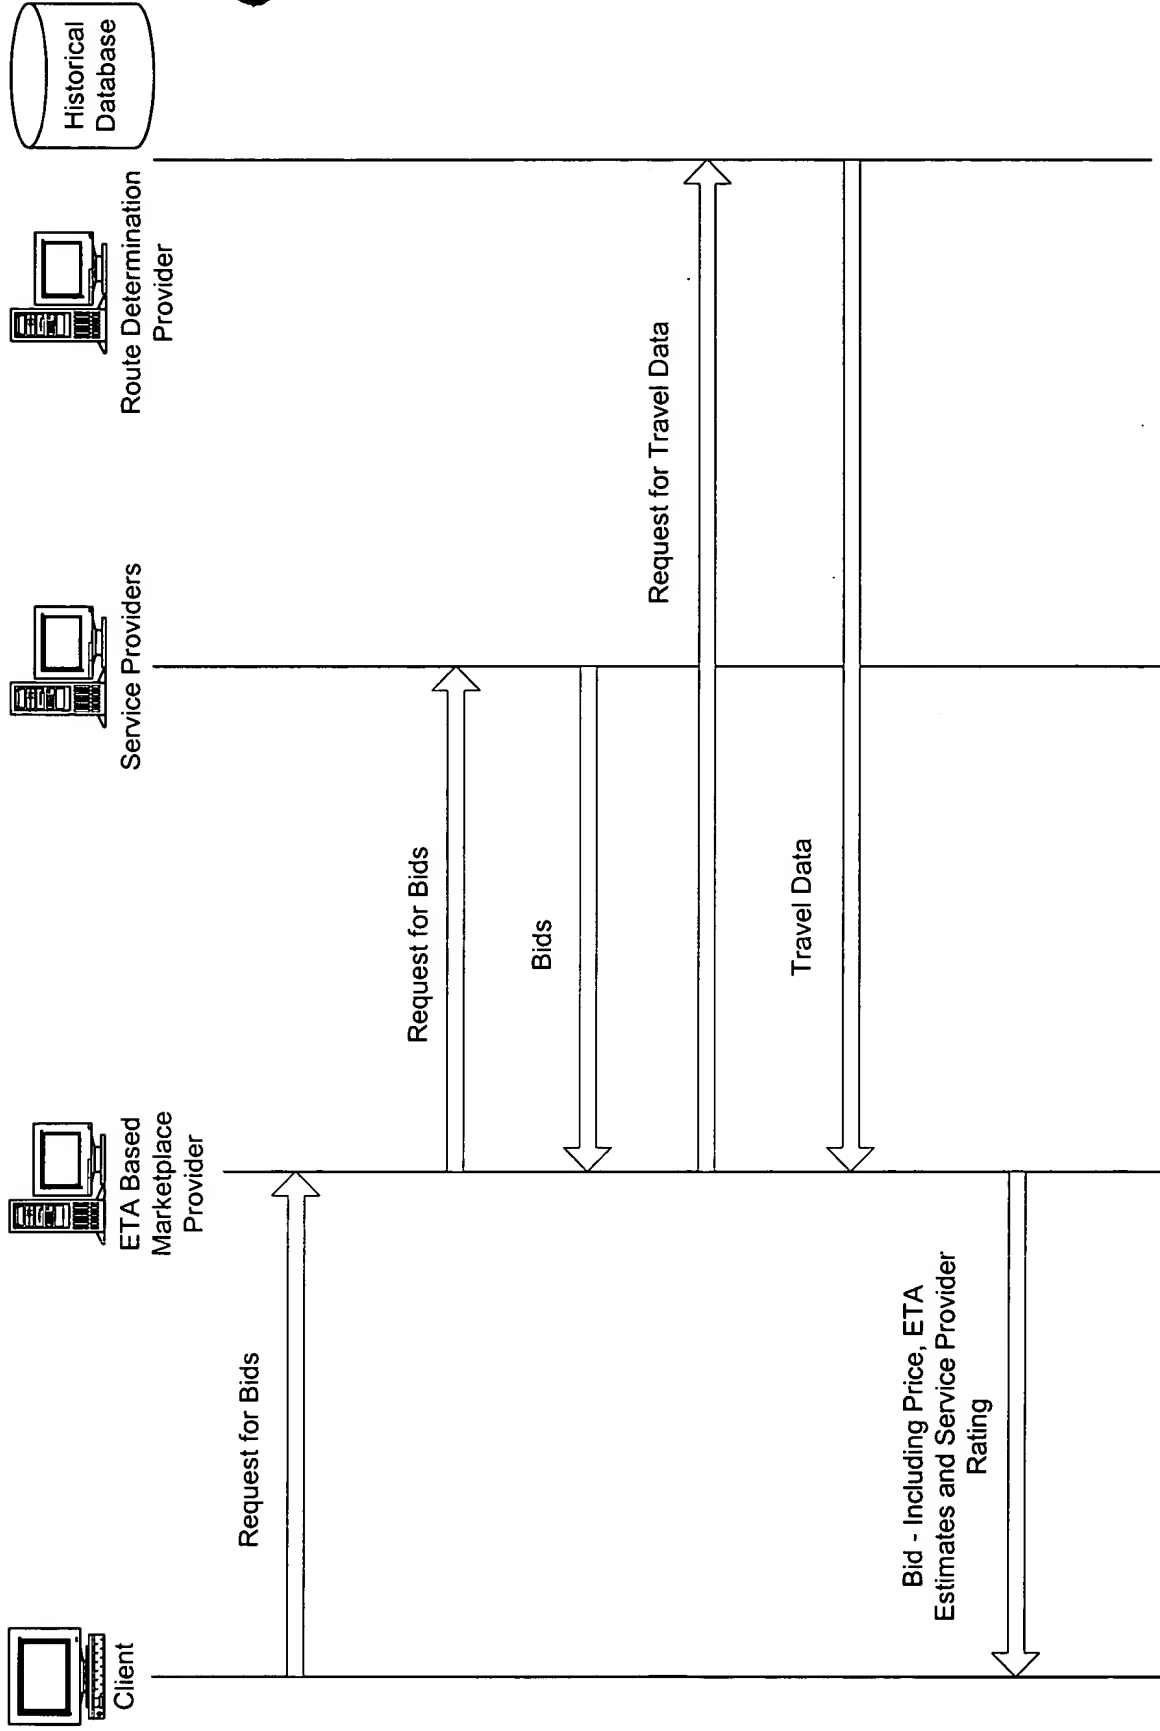 Client
ETA Based
Marketplace
Provider
Service Providers
Route Determination
Provider
Historical
Database
Request for Bids
Request for Bids
Bids
Request for Travel Data
Travel Data
Bid - Including Price, ETA
Estimates and Service Provider
Rating